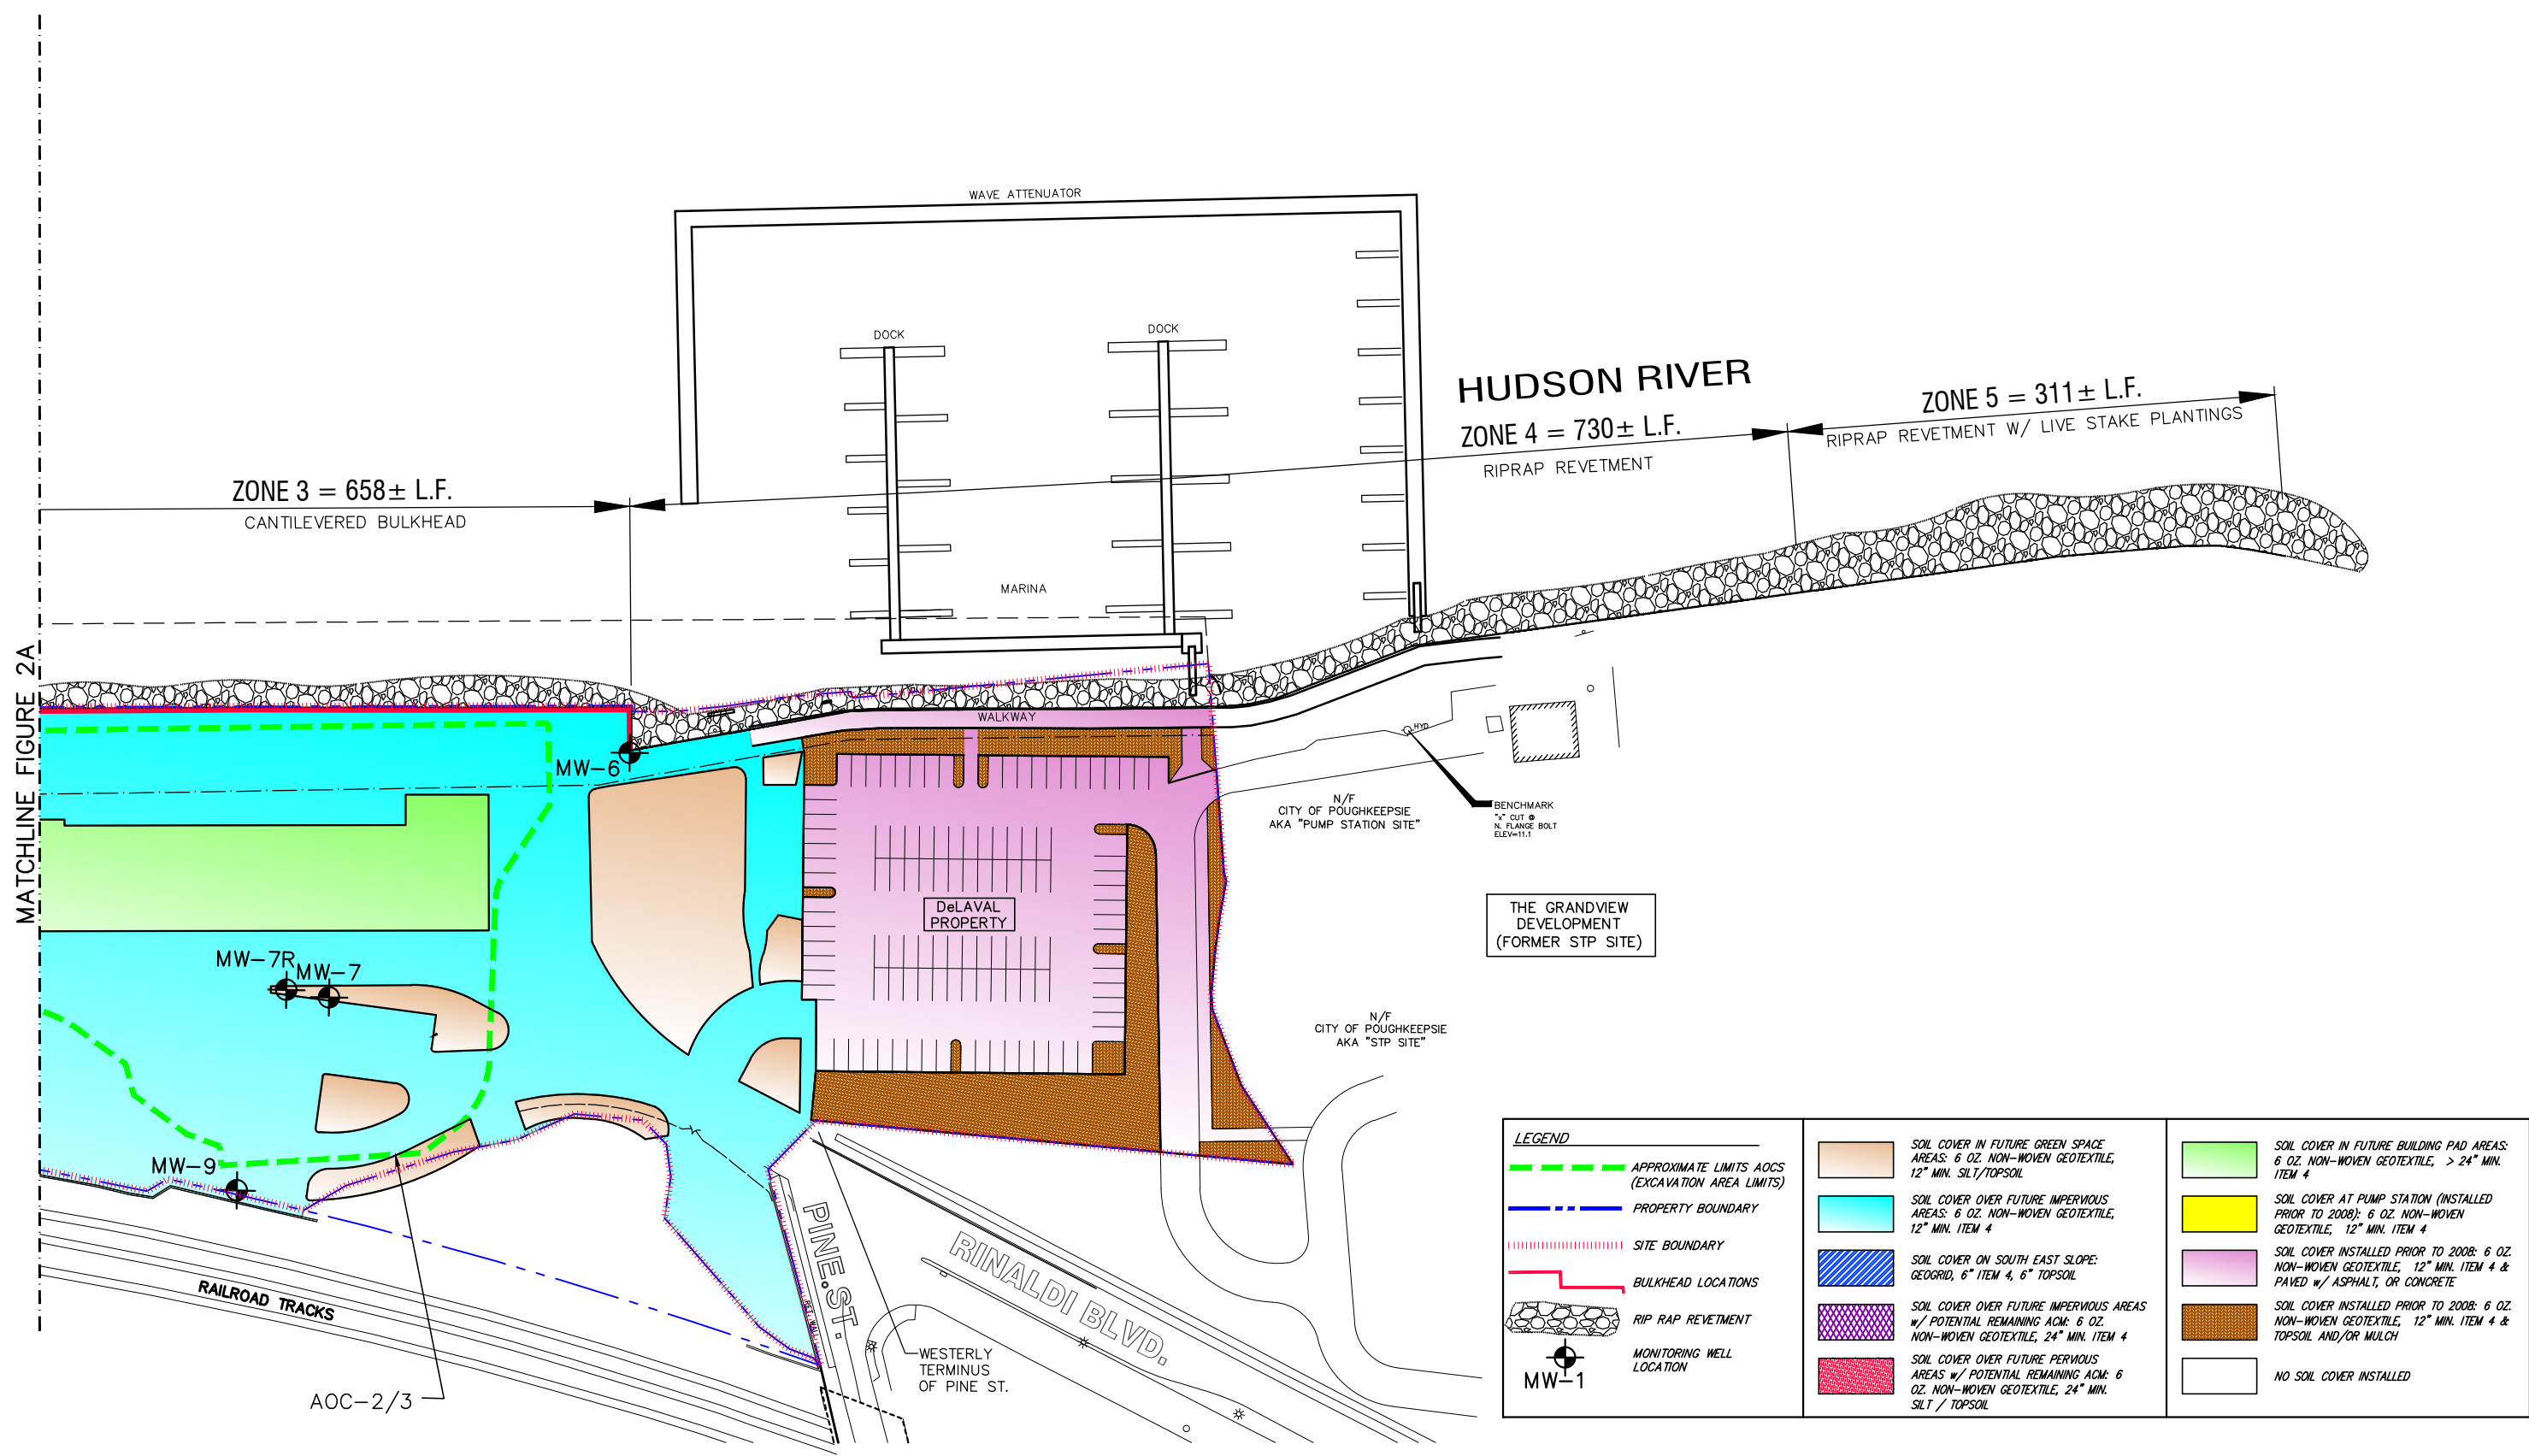 WAVE ATTENUATOR
DOCK
DOCK
HUDSON RIVER
ZONE 3 = 658± L.F.
CANTILEVERED BULKHEAD
ZONE 4 = 730± L.F.
RIPRAP REVETMENT
ZONE 5 = 311± L.F.
RIPRAP REVETMENT W/ LIVE STAKE PLANTINGS
MARINA
MATCHLINE FIGURE 2A
WALKWAY
MW-6
HYD
BENCHMARK
"x" CUT @
N. FLANGE BOLT
ELEV=11.1
N/F
CITY OF POUGHKEEPSIE
AKA "PUMP STATION SITE"
DeLAVAL
PROPERTY
THE GRANDVIEW
DEVELOPMENT
(FORMER STP SITE)
MW-7R
MW-7
N/F
CITY OF POUGHKEEPSIE
AKA "STP SITE"
MW-9
RAILROAD TRACKS
AOC-2/3
PINE ST.
RET. WALL
RINALDI BLVD.
WESTERLY
TERMINUS
OF PINE ST.
LEGEND
APPROXIMATE LIMITS AOCS
(EXCAVATION AREA LIMITS)
PROPERTY BOUNDARY
SITE BOUNDARY
BULKHEAD LOCATIONS
RIP RAP REVETMENT
MONITORING WELL
LOCATION
MW-1
SOIL COVER IN FUTURE GREEN SPACE
AREAS: 6 OZ. NON-WOVEN GEOTEXTILE,
12" MIN. SILT/TOPSOIL
SOIL COVER OVER FUTURE IMPERVIOUS
AREAS: 6 OZ. NON-WOVEN GEOTEXTILE,
12" MIN. ITEM 4
SOIL COVER ON SOUTH EAST SLOPE:
GEOGRID, 6" ITEM 4, 6" TOPSOIL
SOIL COVER OVER FUTURE IMPERVIOUS AREAS
w/ POTENTIAL REMAINING ACM: 6 OZ.
NON-WOVEN GEOTEXTILE, 24" MIN. ITEM 4
SOIL COVER OVER FUTURE PERVIOUS
AREAS w/ POTENTIAL REMAINING ACM: 6
OZ. NON-WOVEN GEOTEXTILE, 24" MIN.
SILT / TOPSOIL
SOIL COVER IN FUTURE BUILDING PAD AREAS:
6 OZ. NON-WOVEN GEOTEXTILE, > 24" MIN.
ITEM 4
SOIL COVER AT PUMP STATION (INSTALLED
PRIOR TO 2008): 6 OZ. NON-WOVEN
GEOTEXTILE, 12" MIN. ITEM 4
SOIL COVER INSTALLED PRIOR TO 2008: 6 OZ.
NON-WOVEN GEOTEXTILE, 12" MIN. ITEM 4 &
PAVED w/ ASPHALT, OR CONCRETE
SOIL COVER INSTALLED PRIOR TO 2008: 6 OZ.
NON-WOVEN GEOTEXTILE, 12" MIN. ITEM 4 &
TOPSOIL AND/OR MULCH
NO SOIL COVER INSTALLED